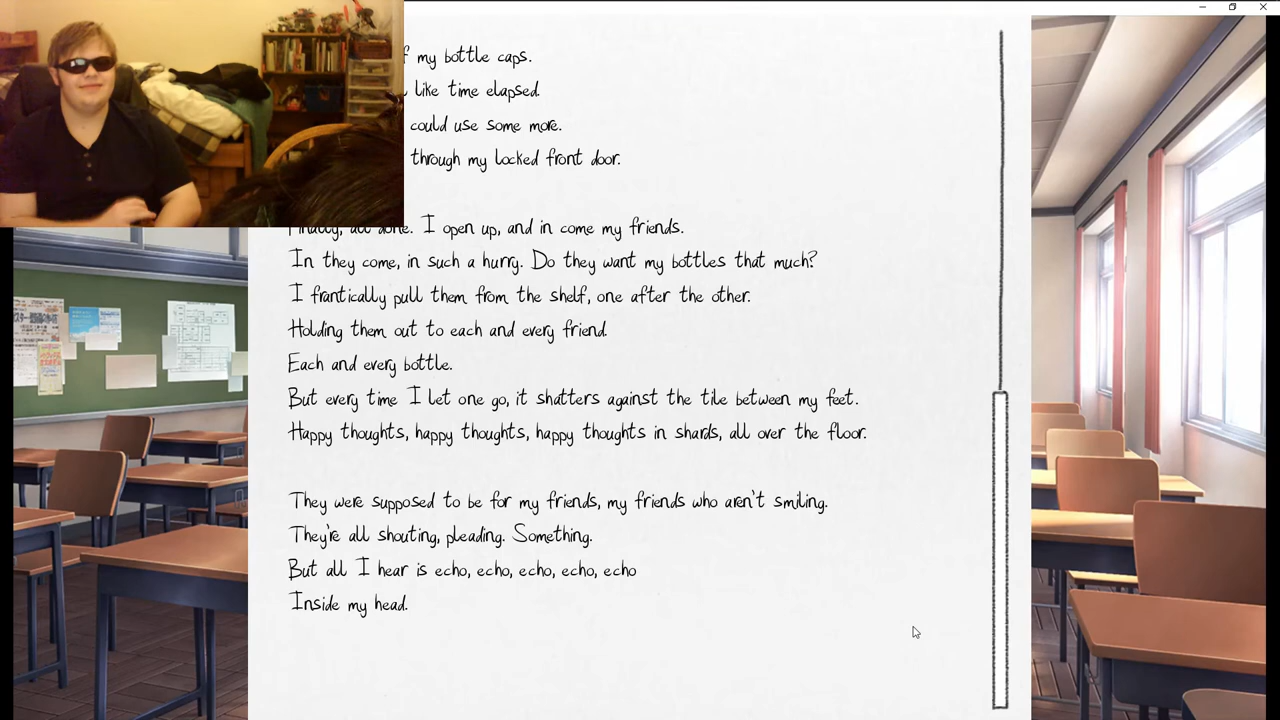 my bottle caps.
like time elapsed.
could use some more.
through my locked front door.
Finally, all done. I open up, and in come my friends.
In they come, in such a hurry. Do they want my bottles that much?
I frantically pull them from the shelf, one after the other.
Holding them out to each and every friend.
Each and every bottle.
But every time I let one go, it shatters against the tile between my feet.
Happy thoughts, happy thoughts, happy thoughts in shards, all over the floor.
They were supposed to be for my friends, my friends who aren't smiling.
They're all shouting, pleading. Something.
But all I hear is echo, echo, echo, echo, echo
Inside my head.